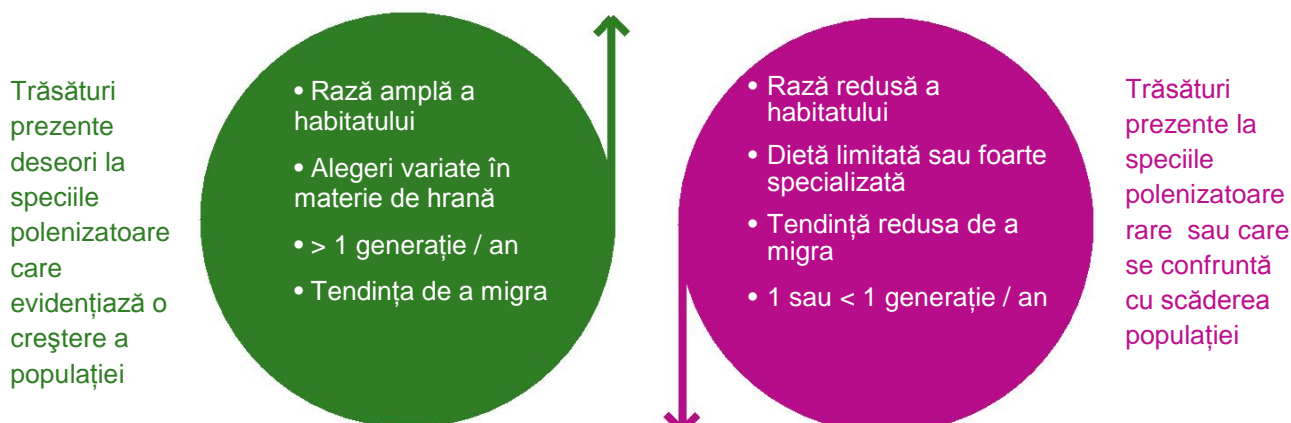 Trăsături
prezente
deseori la
speciile
polenizatoare
care
evidențiază o
creştere a
populației
• Rază amplă a
habitatului
• Alegeri variate în
materie de hrană
• > 1 generație / an
• Tendința de a migra
• Rază redusă a
habitatului
• Dietă limitată sau foarte
specializată
• Tendință redusa de a
migra
• 1 sau < 1 generație / an
Trăsături
prezente la
speciile
polenizatoare
rare sau care
se confruntă
cu scăderea
populației